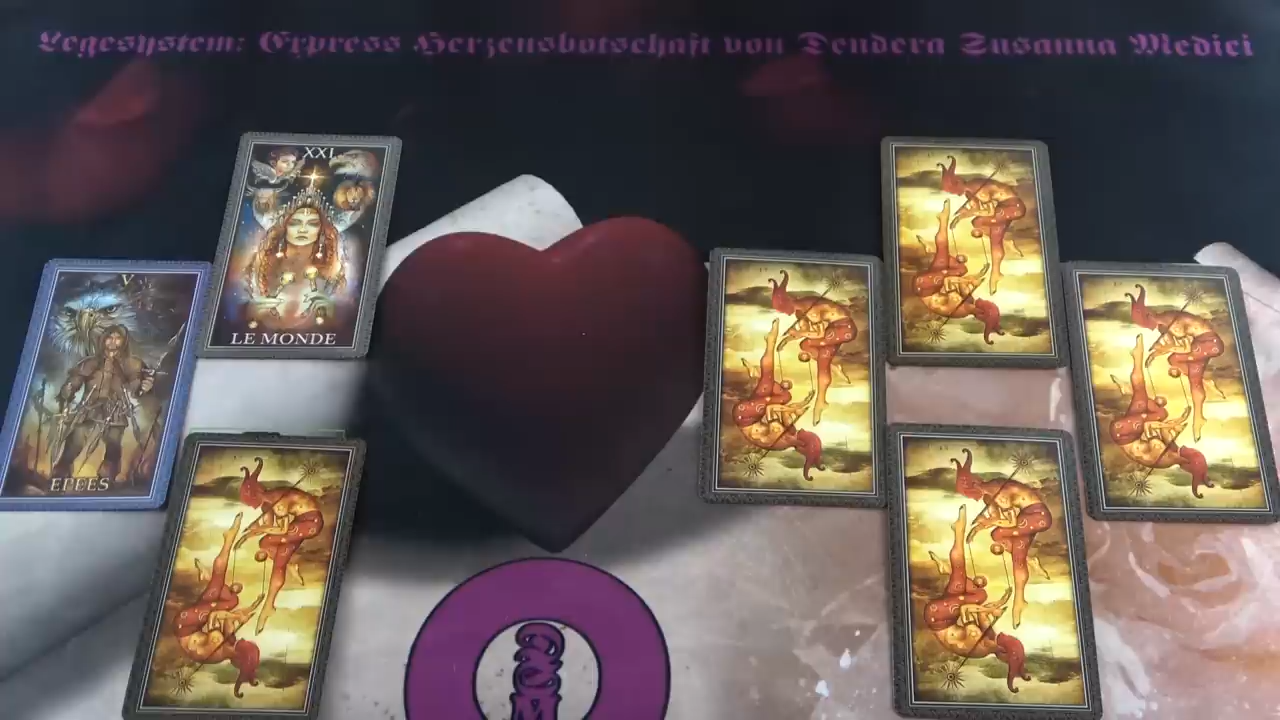 Legesystem: Express Herzensbotschaft von Dendera Susanna Medici
XXI
LE MONDE
V
EPEES